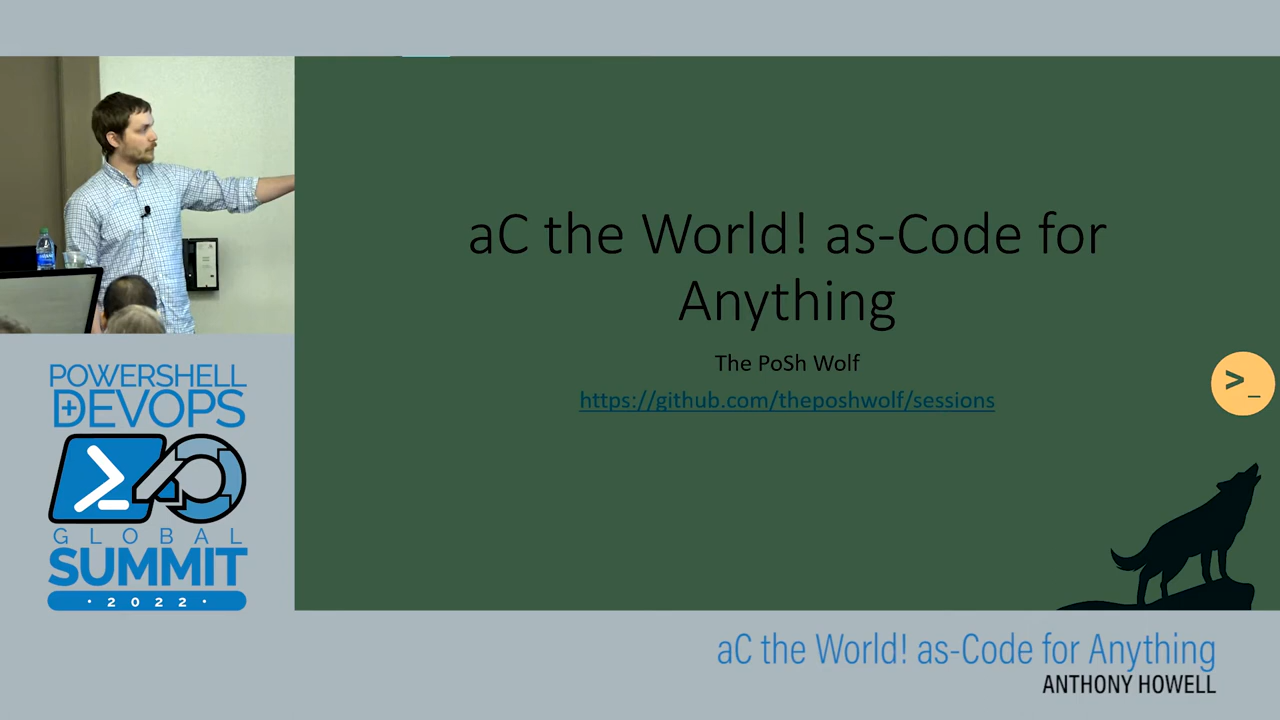 aC the World! as-Code for
Anything
The PoSh Wolf
https://github.com/theposhwolf/sessions
>_
POWERSHELL
+DEVOPS
GLOBAL
SUMMIT
· 2022 ·
aC the World! as-Code for Anything
ANTHONY HOWELL